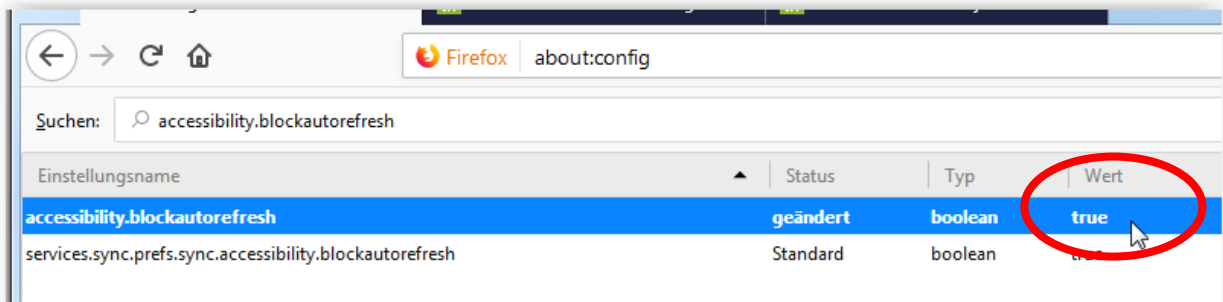 Firefox about:config
Suchen: accessibility.blockautorefresh
Einstellungsname Status Typ Wert
accessibility.blockautorefresh geändert boolean true
services.sync.prefs.sync.accessibility.blockautorefresh Standard boolean true